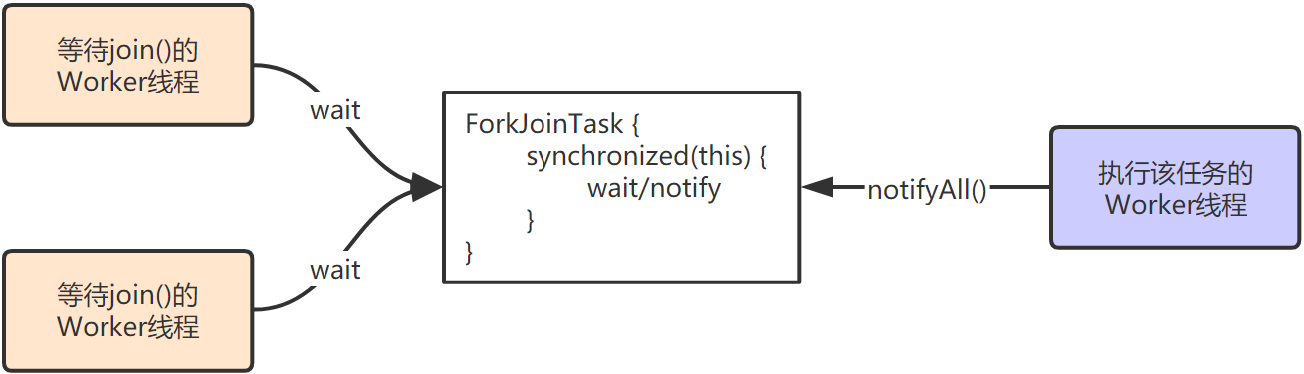 等待join()的
Worker线程
wait
ForkJoinTask {
synchronized(this) {
wait/notify
}
}
notifyAll()
执行该任务的
Worker线程
等待join()的
Worker线程
wait